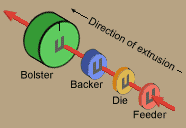 Direction of extrusion
Bolster
Backer
Die
Feeder